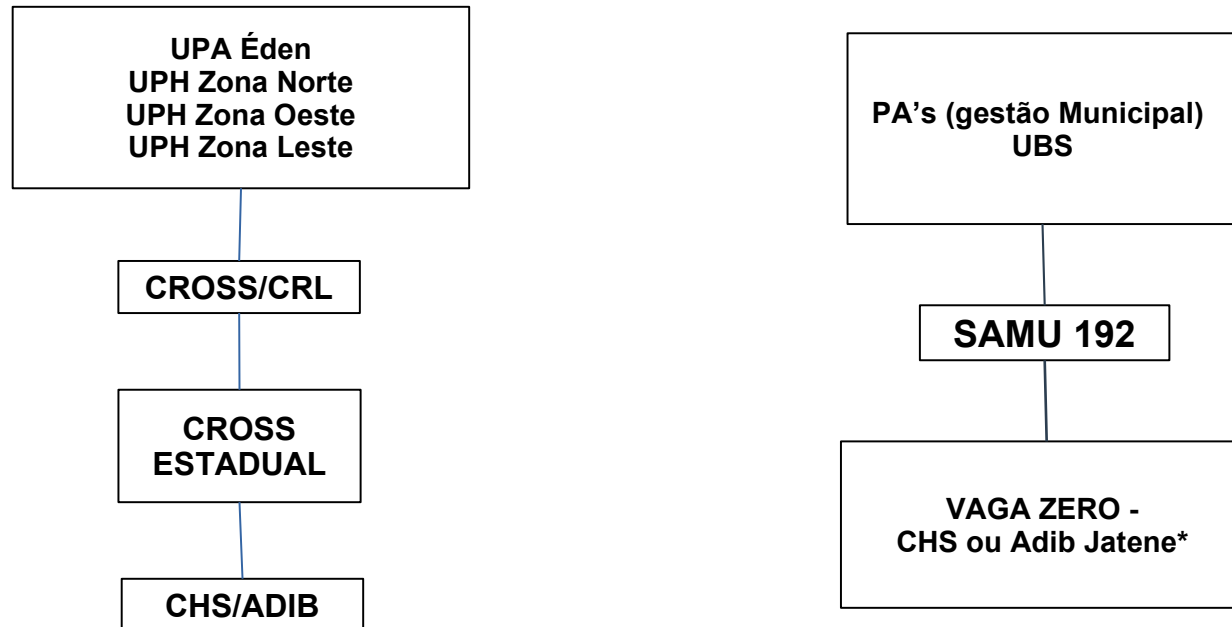 UPA Éden
UPH Zona Norte
UPH Zona Oeste
UPH Zona Leste
CROSS/CRL
CROSS
ESTADUAL
CHS/ADIB
PA’s (gestão Municipal)
UBS
SAMU 192
VAGA ZERO -
CHS ou Adib Jatene*